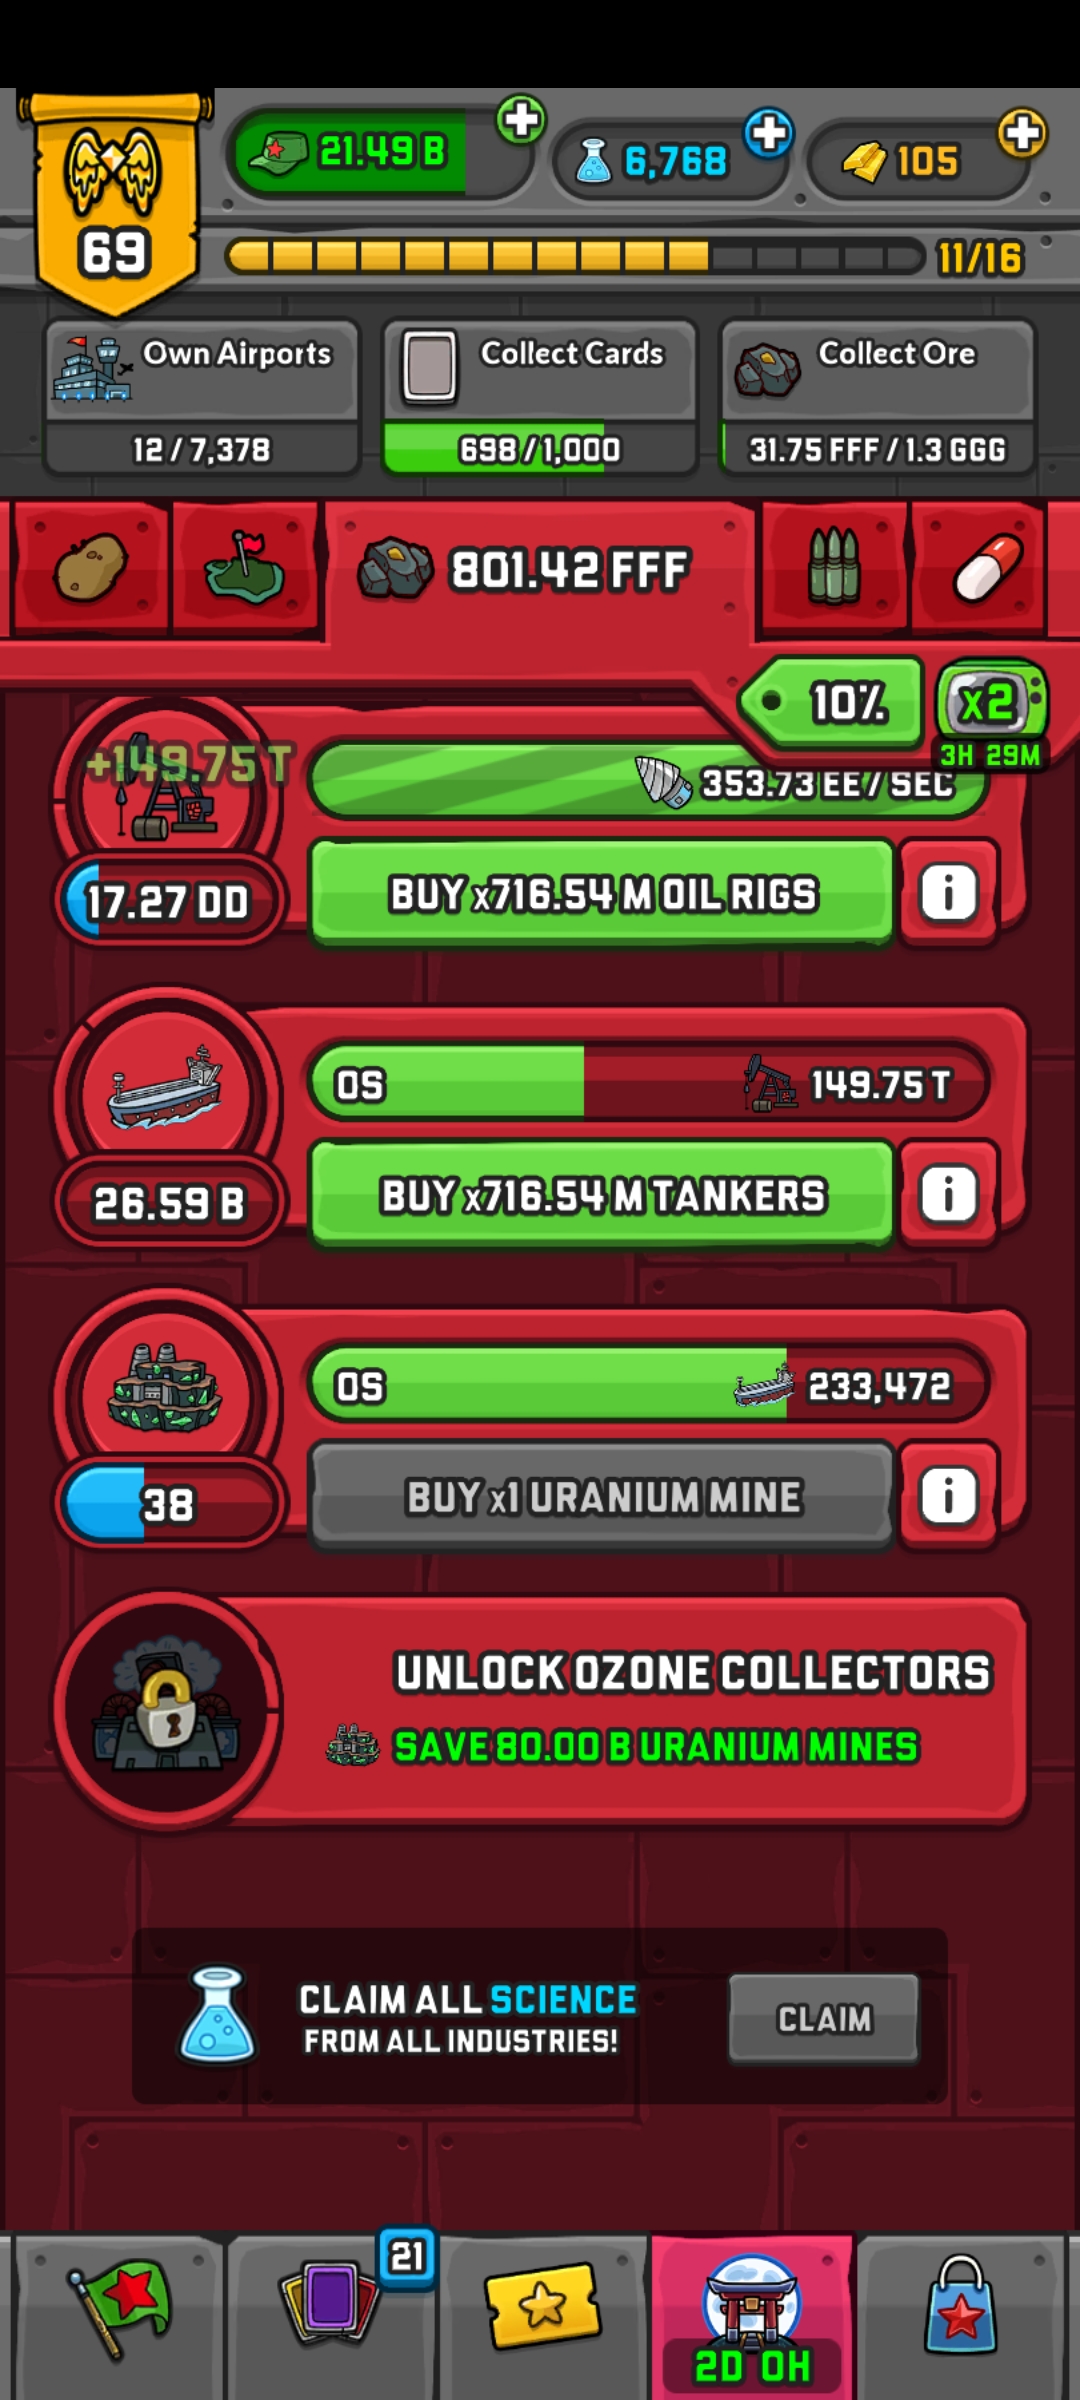 21.49 B
6,768
105
69
11/16
Own Airports
12 / 7,378
Collect Cards
698 / 1,000
Collect Ore
31.75 FFF / 1.3 GGG
801.42 FFF
10%
x2
3H 29M
+149.75 T
353.73 EE / SEC
17.27 DD
BUY x716.54 M OIL RIGS
i
0S
149.75 T
26.59 B
BUY x716.54 M TANKERS
i
0S
233,472
38
BUY x1 URANIUM MINE
i
UNLOCK OZONE COLLECTORS
SAVE 80.00 B URANIUM MINES
CLAIM ALL SCIENCE
FROM ALL INDUSTRIES!
CLAIM
21
2D 0H